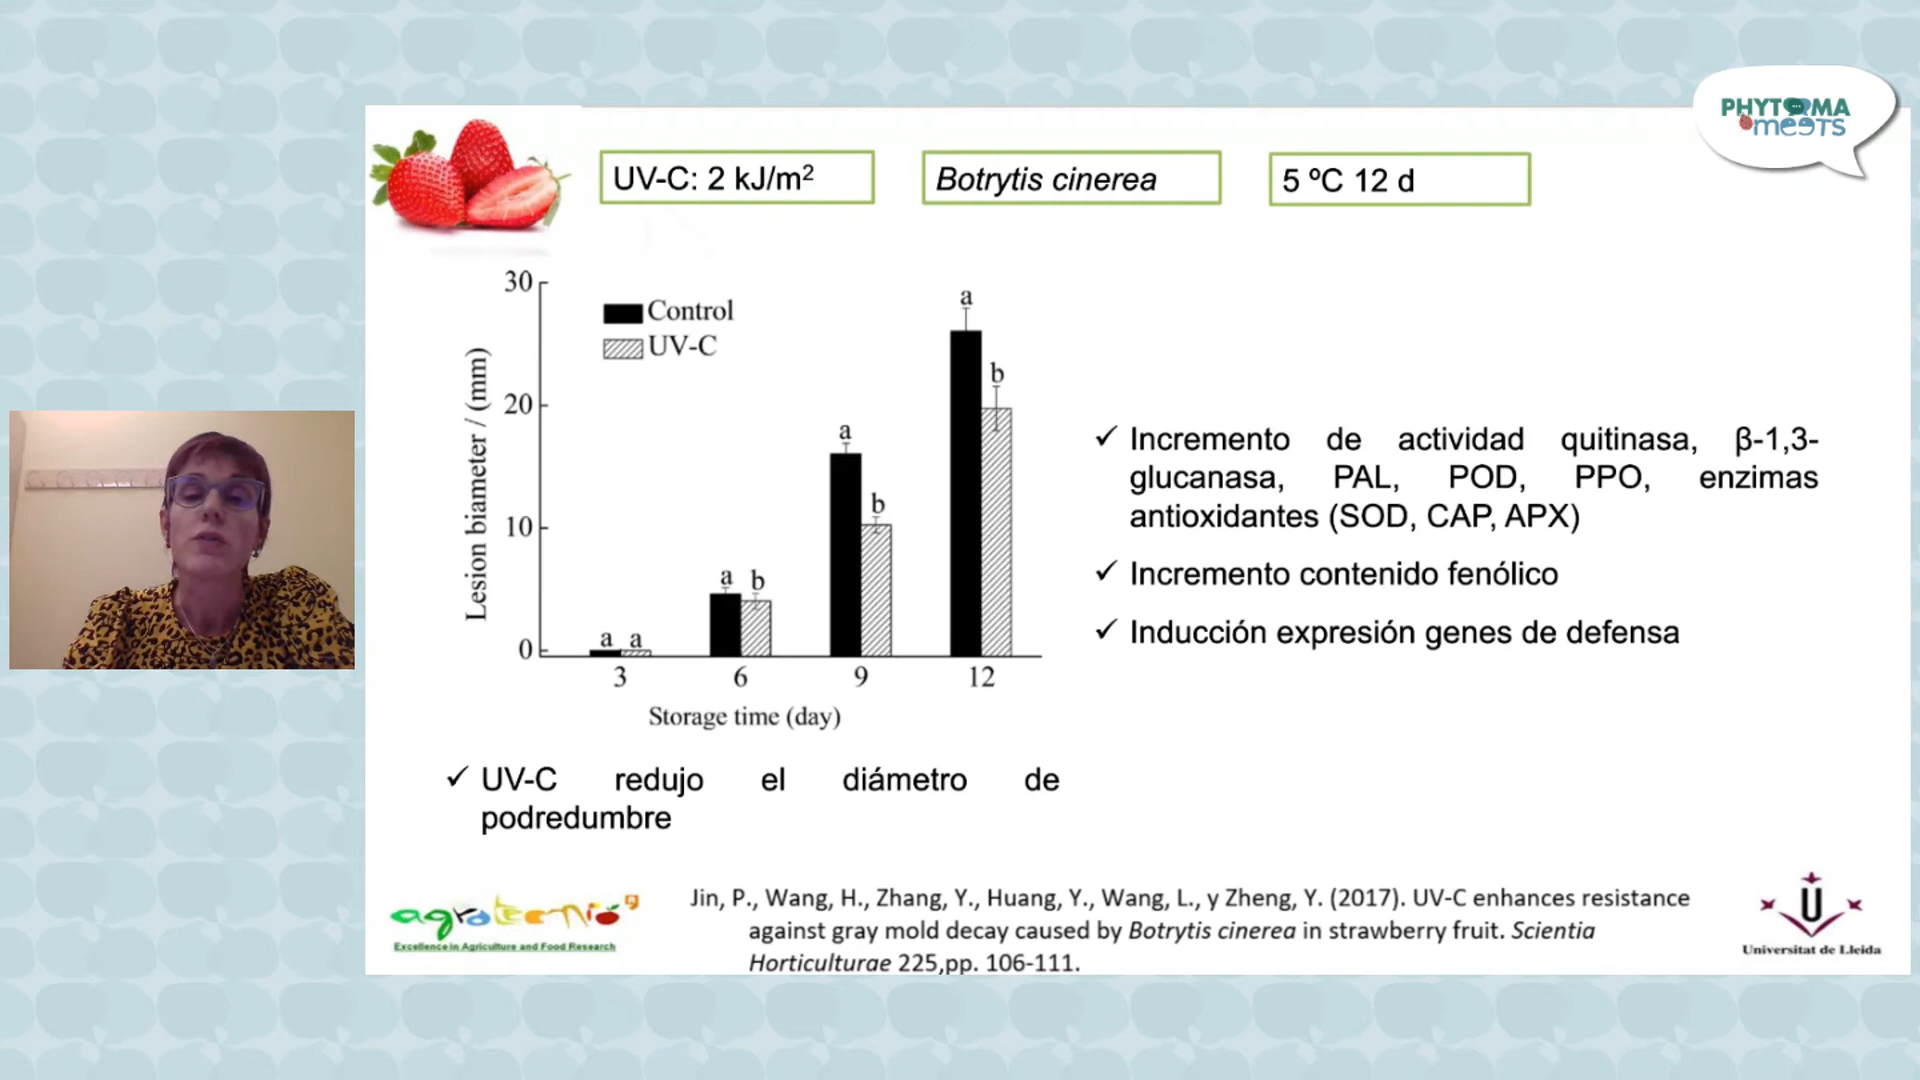 PHYTOMA
meets
UV-C: 2 kJ/m²
Botrytis cinerea
5 ºC 12 d
30
20
10
0
Lesion biameter / (mm)
Control
UV-C
a a
a b
a
b
a
b
3 6 9 12
Storage time (day)
✓ UV-C redujo el diámetro de
podredumbre
✓ Incremento de actividad quitinasa, β-1,3-
glucanasa, PAL, POD, PPO, enzimas
antioxidantes (SOD, CAP, APX)
✓ Incremento contenido fenólico
✓ Inducción expresión genes de defensa
agrotecnio
Excellence in Agriculture and Food Research
Jin, P., Wang, H., Zhang, Y., Huang, Y., Wang, L., y Zheng, Y. (2017). UV-C enhances resistance
against gray mold decay caused by Botrytis cinerea in strawberry fruit. Scientia
Horticulturae 225,pp. 106-111.
U
Universitat de Lleida